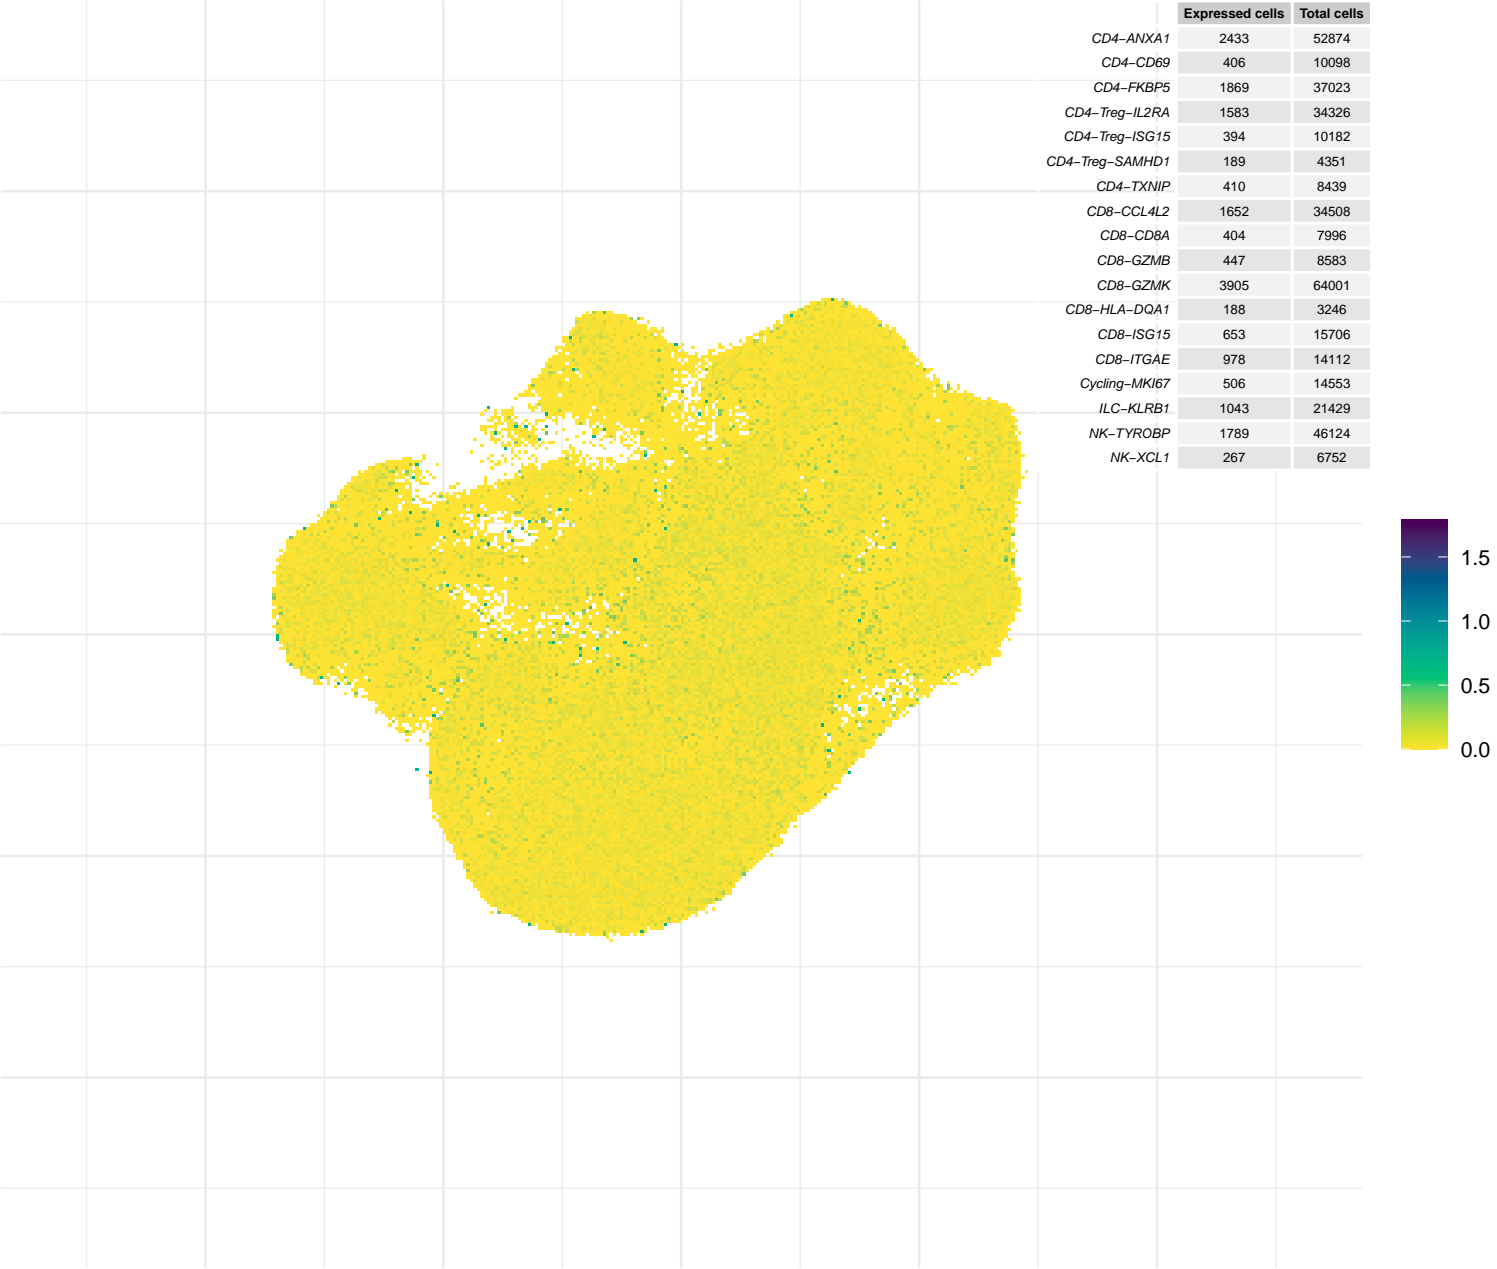 Expressed cells Total cells
CD4−ANXA1 2433 52874
CD4−CD69 406 10098
CD4−FKBP5 1869 37023
CD4−Treg−IL2RA 1583 34326
CD4−Treg−ISG15 394 10182
CD4−Treg−SAMHD1 189 4351
CD4−TXNIP 410 8439
CD8−CCL4L2 1652 34508
CD8−CD8A 404 7996
CD8−GZMB 447 8583
CD8−GZMK 3905 64001
CD8−HLA−DQA1 188 3246
CD8−ISG15 653 15706
CD8−ITGAE 978 14112
Cycling−MKI67 506 14553
ILC−KLRB1 1043 21429
NK−TYROBP 1789 46124
NK−XCL1 267 6752
1.5
1.0
0.5
0.0